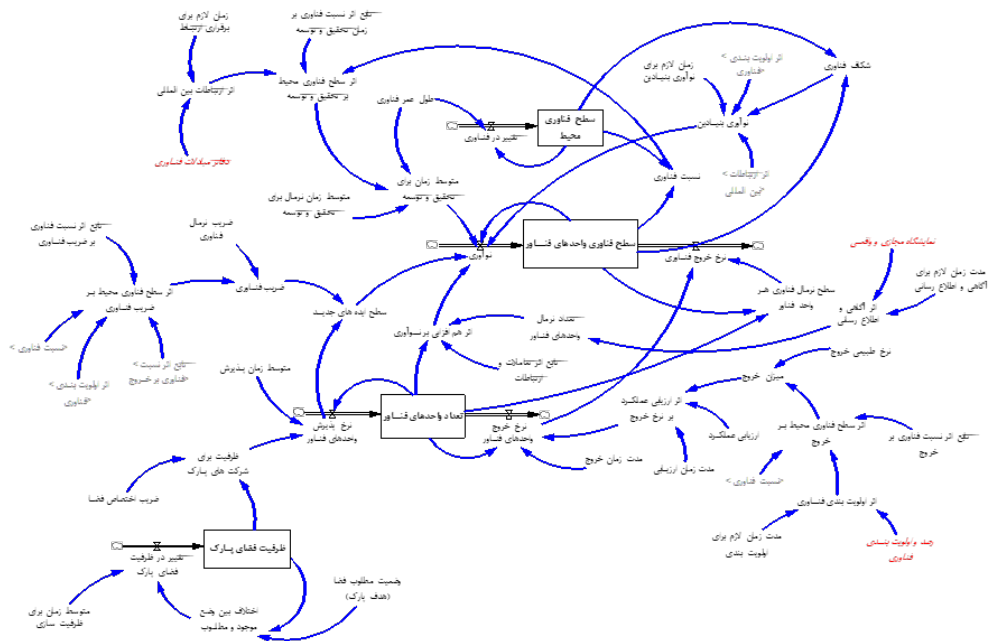 زمان لازم برای
برقراری ارتباط
تابع اثر نسبت فناوری بر
زمان تحقیق و توسعه
اثر ارتباطات بین المللی
اثر سطح فناوری محیط
بر تحقیق و توسعه
دفاتر مبادلات فناوری
طول عمر فناوری
تغییر در فناوری
سطح فناوری
محیط
زمان لازم برای
نوآوری بنیادین
< اثر اولویت بندی
فناوری>
شکاف فناوری
نوآوری بنیادین
< اثر ارتباطات
بین المللی>
نسبت فناوری
متوسط زمان نرمال برای
تحقیق و توسعه
متوسط زمان برای
تحقیق و توسعه
تابع اثر نسبت فناوری
بر ضریب فناوری
ضریب نرمال
فناوری
اثر سطح فناوری محیط بر
ضریب فناوری
ضریب فناوری
< نسبت فناوری>
< اثر اولویت بندی
فناوری>
تابع اثر نسبت >
<فناوری بر خروج
سطح ایده های جدید
نوآوری
سطح فناوری واحدهای فناور
نرخ خروج فناوری
نمایشگاه مجازی و واقعی
سطح نرمال فناوری هر
واحد فناور
اثر آگاهی و
اطلاع رسانی
مدت زمان لازم برای
آگاهی و اطلاع رسانی
اثر هم افزایی بر نوآوری
تعداد نرمال
واحدهای فناور
تابع اثر تعاملات و
ارتباطات
متوسط زمان پذیرش
نرخ پذیرش
واحدهای فناور
تعداد واحدهای فناور
نرخ خروج
واحدهای فناور
نرخ طبیعی خروج
میزان خروج
اثر ارزیابی عملکرد
بر نرخ خروج
ارزیابی عملکرد
مدت زمان ارزیابی
مدت زمان خروج
اثر سطح فناوری محیط بر
خروج
تابع اثر نسبت فناوری بر
خروج
< نسبت فناوری>
اثر اولویت بندی فناوری
مدت زمان لازم برای
اولویت بندی
رصد و اولویت بندی
فناوری
ظرفیت برای
شرکت های پارک
ضریب اختصاص فضا
ظرفیت فضای پارک
تغییر در ظرفیت
فضای پارک
متوسط زمان برای
ظرفیت سازی
اختلاف بین وضع
موجود و مطلوب
وضعیت مطلوب فضا
(هدف پارک)